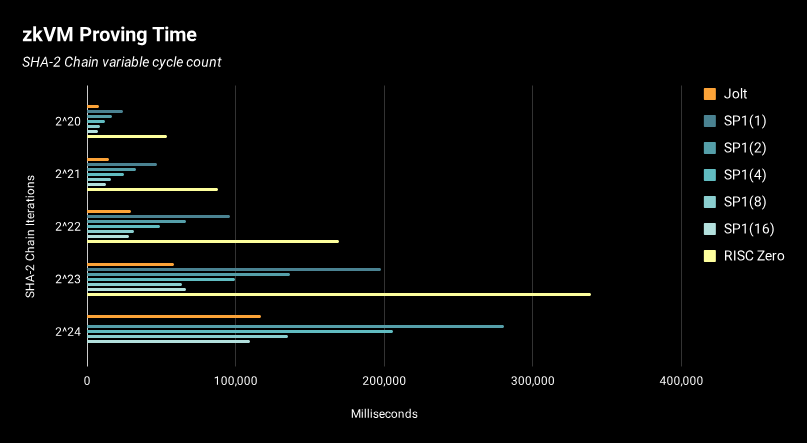 zkVM Proving Time
SHA-2 Chain variable cycle count
Jolt
SP1(1)
SP1(2)
SP1(4)
SP1(8)
SP1(16)
RISC Zero
SHA-2 Chain Iterations
2^20
2^21
2^22
2^23
2^24
0
100,000
200,000
300,000
400,000
Milliseconds